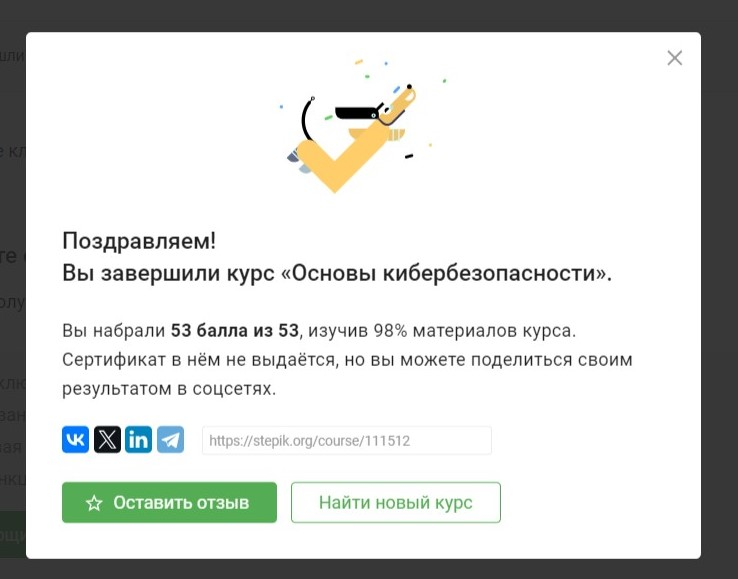 Поздравляем!
Вы завершили курс «Основы кибербезопасности».
Вы набрали 53 балла из 53, изучив 98% материалов курса.
Сертификат в нём не выдаётся, но вы можете поделиться своим
результатом в соцсетях.
https://stepik.org/course/111512
Оставить отзыв
Найти новый курс